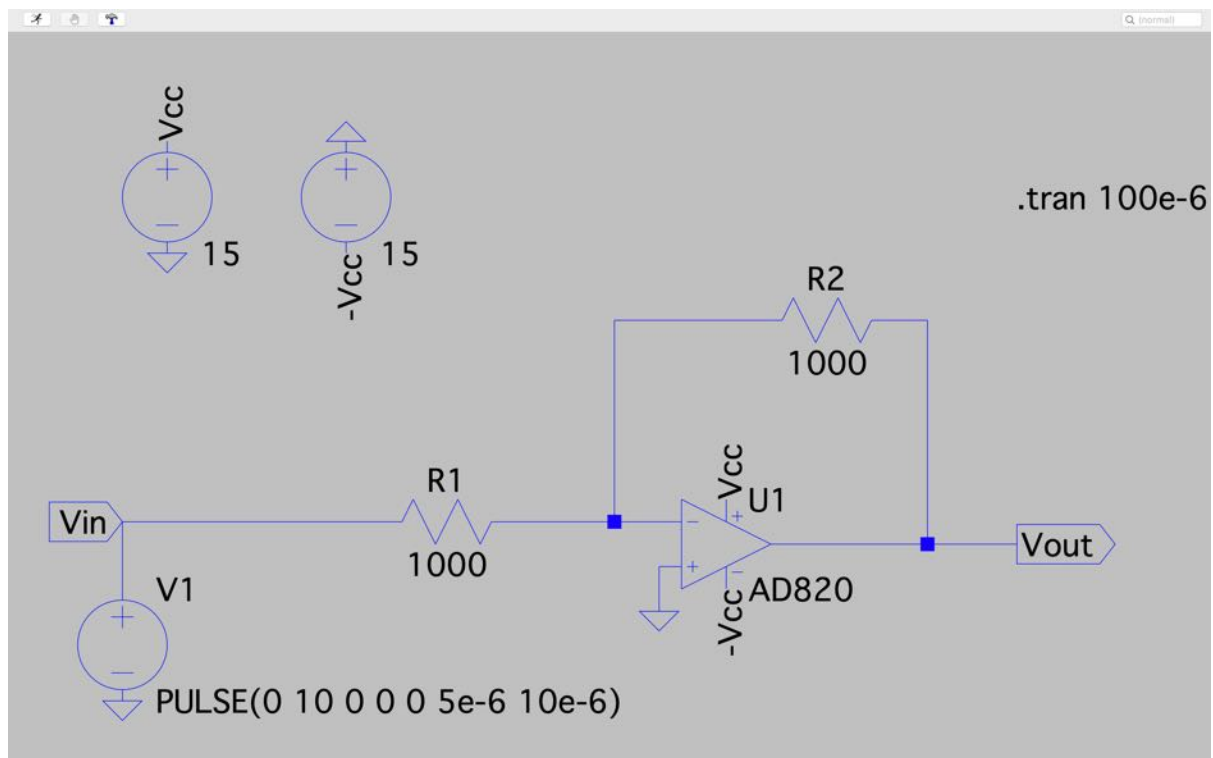 (normal)
Vcc
15
-Vcc
15
.tran 100e-6
R2
1000
R1
1000
Vin
Vcc
U1
-Vcc
AD820
Vout
V1
PULSE(0 10 0 0 0 5e-6 10e-6)